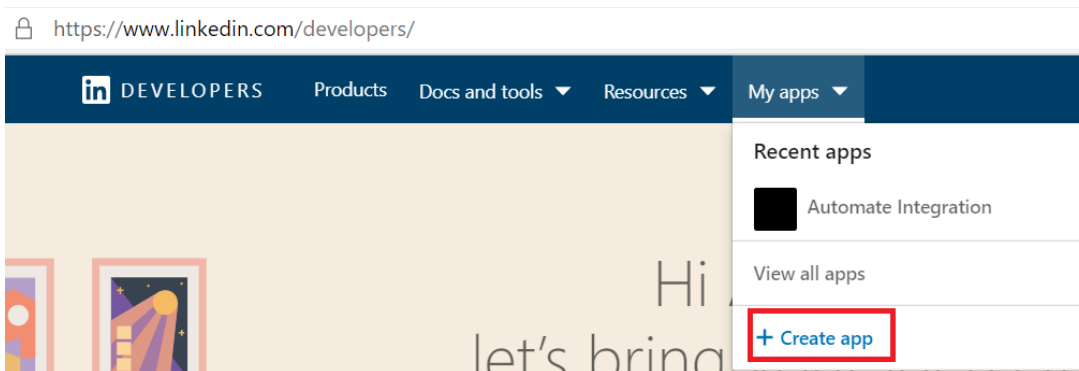 https://www.linkedin.com/developers/
in DEVELOPERS Products Docs and tools Resources My apps
Recent apps
Automate Integration
View all apps
Hi
+ Create app
let's bring